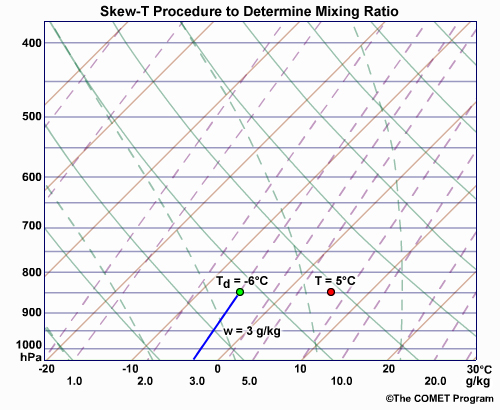 Skew-T Procedure to Determine Mixing Ratio
400
500
600
700
800
Td = -6°C
T = 5°C
900
w = 3 g/kg
1000
hPa
-20 -10 0 10 20 30°C
1.0 2.0 3.0 5.0 10.0 20.0 g/kg
©The COMET Program